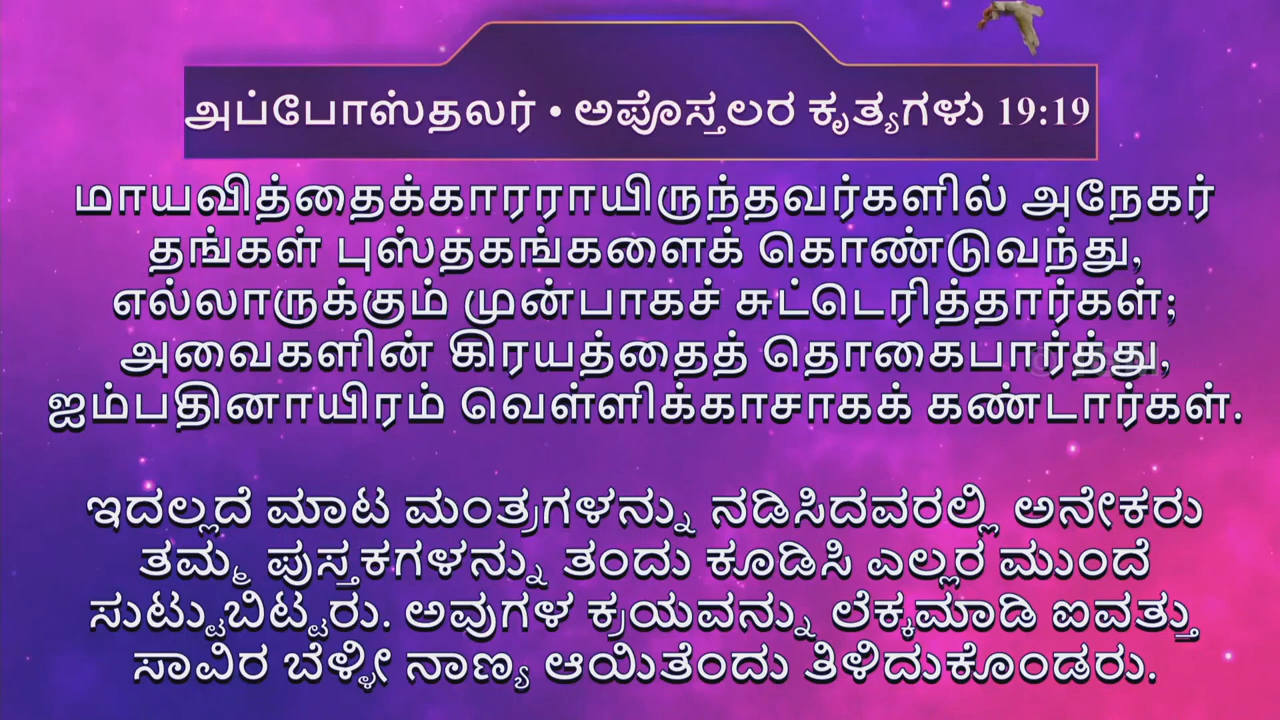 அப்போஸ்தலர் • ಅಪೊಸ್ತಲರ ಕೃತ್ಯಗಳು 19:19
மாயவித்தைக்காரராயிருந்தவர்களில் அநேகர்
தங்கள் புஸ்தகங்களைக் கொண்டுவந்து,
எல்லாருக்கும் முன்பாகச் சுட்டெரித்தார்கள்;
அவைகளின் கிரயத்தைத் தொகைபார்த்து,
ஐம்பதினாயிரம் வெள்ளிக்காசாகக் கண்டார்கள்.
ಇದಲ್ಲದೆ ಮಾಟ ಮಂತ್ರಗಳನ್ನು ನಡಿಸಿದವರಲ್ಲಿ ಅನೇಕರು
ತಮ್ಮ ಪುಸ್ತಕಗಳನ್ನು ತಂದು ಕೂಡಿಸಿ ಎಲ್ಲರ ಮುಂದೆ
ಸುಟ್ಟುಬಿಟ್ಟರು. ಅವುಗಳ ಕ್ರಯವನ್ನು ಲೆಕ್ಕಮಾಡಿ ಐವತ್ತು
ಸಾವಿರ ಬೆಳ್ಳೀ ನಾಣ್ಯ ಆಯಿತೆಂದು ತಿಳಿದುಕೊಂಡರು.